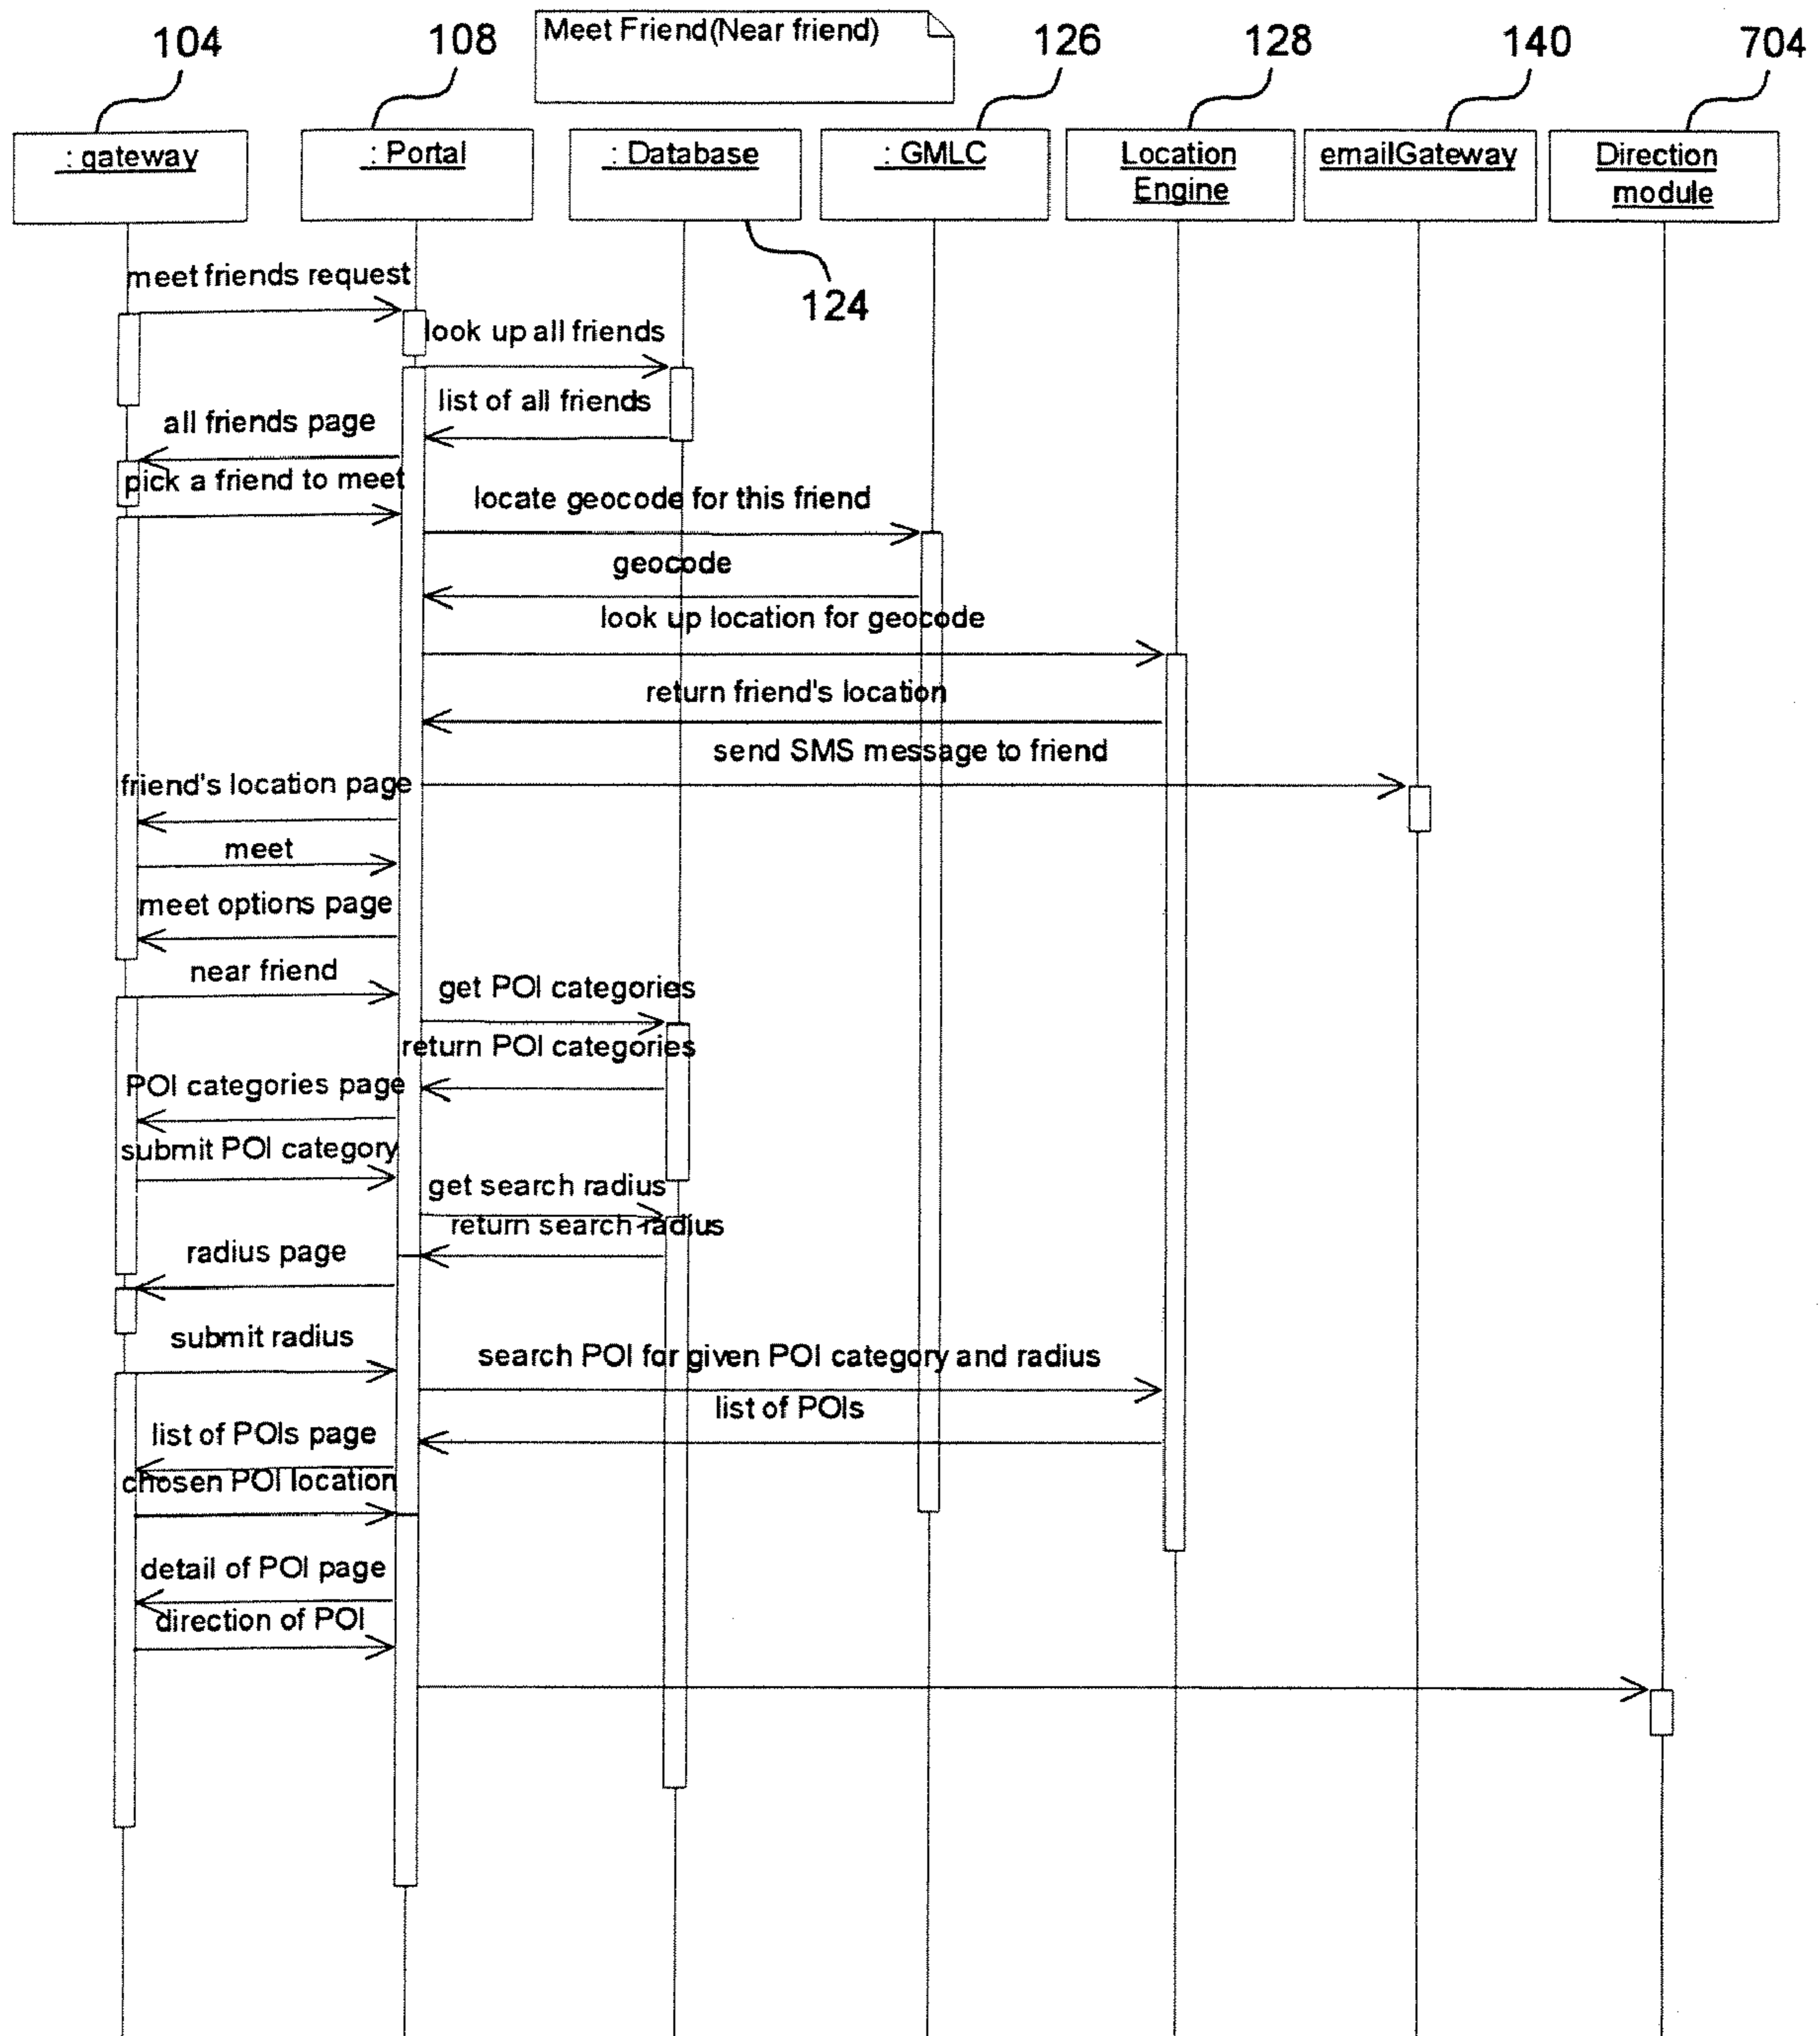 104
108
Meet Friend(Near friend)
126
128
140
704
: gateway
: Portal
: Database
: GMLC
Location
Engine
emailGateway
Direction
module
124
meet friends request
look up all friends
list of all friends
all friends page
pick a friend to meet
locate geocode for this friend
geocode
look up location for geocode
return friend's location
send SMS message to friend
friend's location page
meet
meet options page
near friend
get POI categories
return POI categories
POI categories page
submit POI category
get search radius
return search radius
radius page
submit radius
search POI for given POI category and radius
list of POIs
list of POIs page
chosen POI location
detail of POI page
direction of POI